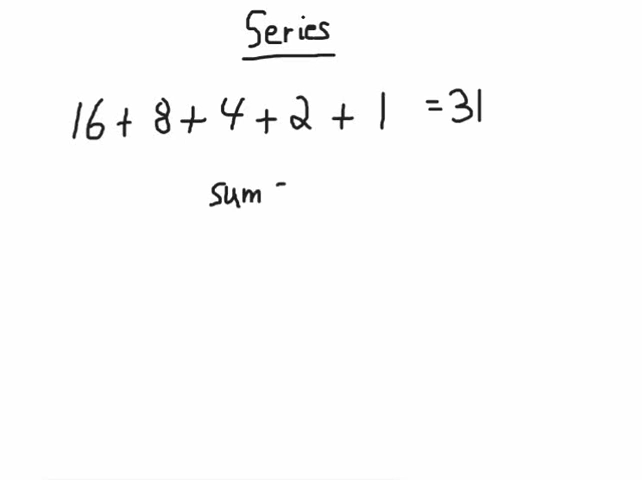 Series
16 + 8 + 4 + 2 + 1 = 31
sum -